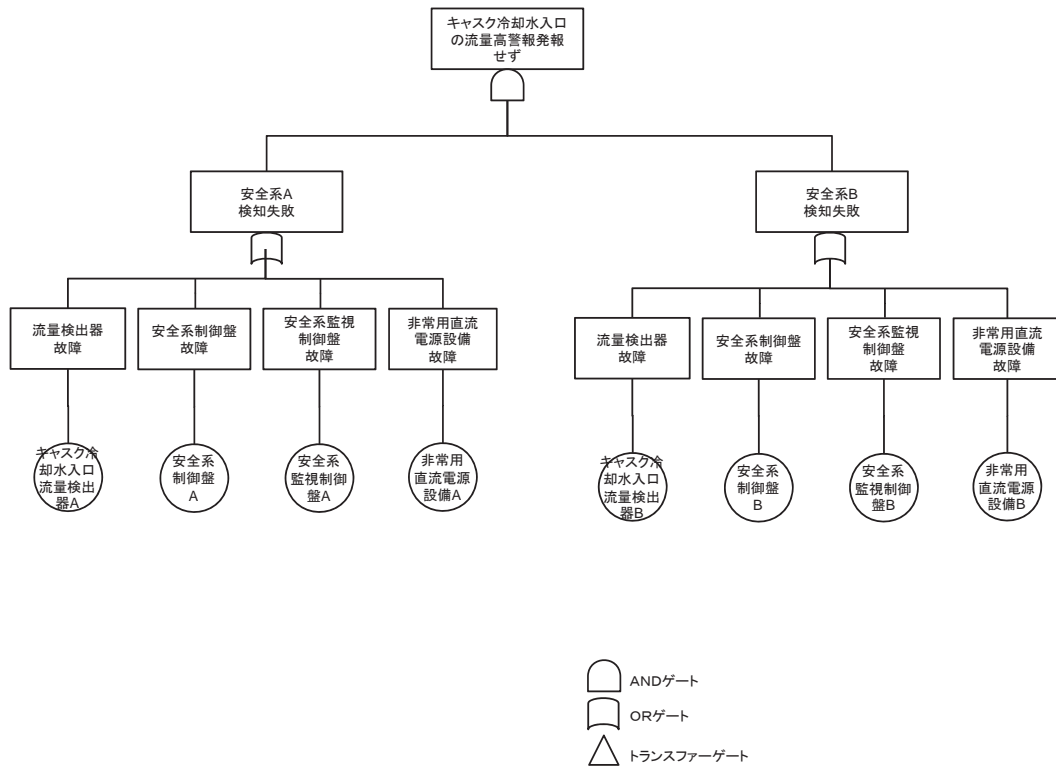 キャスク冷却水入口
の流量高警報発報
せず
安全系A
検知失敗
安全系B
検知失敗
流量検出器
故障
安全系制御盤
故障
安全系監視
制御盤
故障
非常用直流
電源設備
故障
流量検出器
故障
安全系制御盤
故障
安全系監視
制御盤
故障
非常用直流
電源設備
故障
キャスク冷
却水入口
流量検出
器A
安全系
制御盤
A
安全系
監視制御
盤A
非常用
直流電源
設備A
キャスク冷
却水入口
流量検出
器B
安全系
制御盤
B
安全系
監視制御
盤B
非常用
直流電源
設備B
ANDゲート
ORゲート
トランスファーゲート